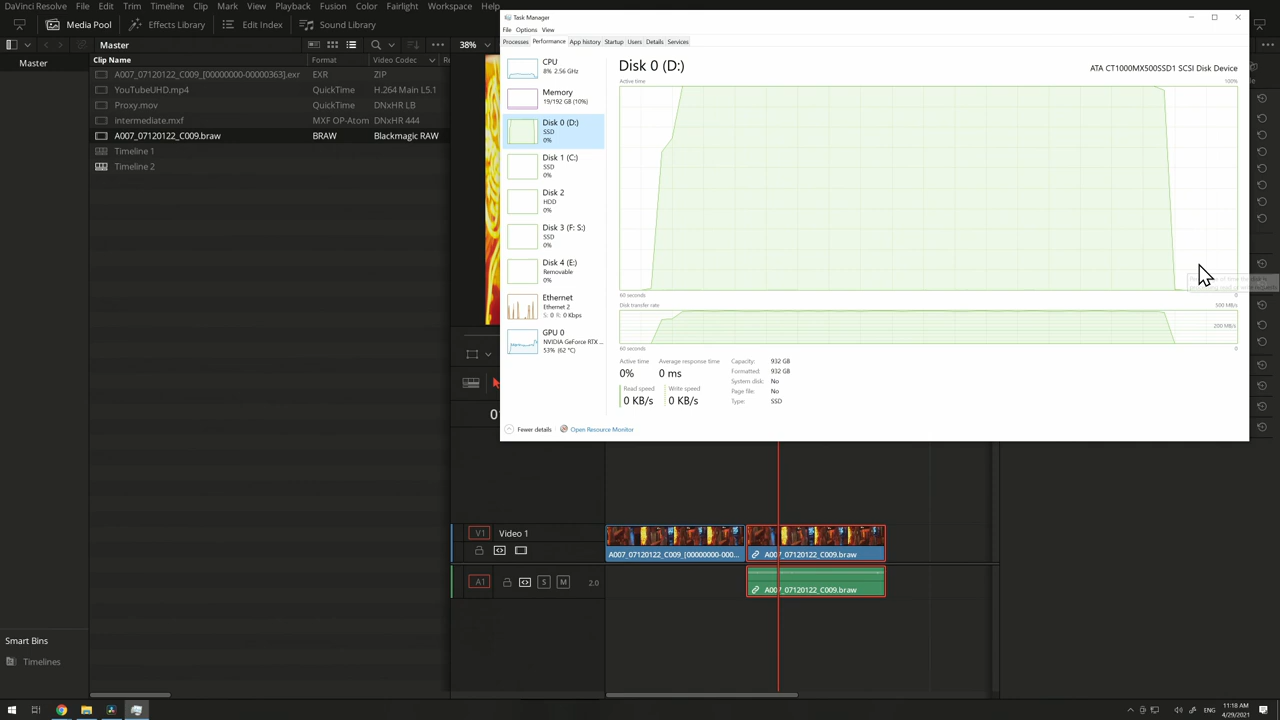 DaVinci Resolve File Edit Trim Timeline Clip Mark View Playback Fusion Color Fairlight Workspace Help
Media Pool Effects Library Edit Index Sound Library
Master 38%
Master
Clip Name Format Video Codec
A007_07120122_C009_[00000000-000... EXR ZIP
YouTubeUHD.mp4 QuickTime H.264 Main L5.1
Proxy.mov QuickTime DNxHR LB
intermediate.mxf MXF OP-Atom DNxHR 444
A007_07120122_C009.braw BRAW Blackmagic RAW
Timeline 1
Timeline 2
Smart Bins
Timelines
Task Manager
File Options View
Processes Performance App history Startup Users Details Services
CPU
8% 2.56 GHz
Memory
19/192 GB (10%)
Disk 0 (D:)
SSD
0%
Disk 1 (C:)
SSD
0%
Disk 2
HDD
0%
Disk 3 (F: S:)
SSD
0%
Disk 4 (E:)
Removable
0%
Ethernet
Ethernet 2
S: 0 R: 0 Kbps
GPU 0
NVIDIA GeForce RTX ...
53% (62 °C)
Disk 0 (D:) ATA CT1000MX500SSD1 SCSI Disk Device
Active time 100%
60 seconds 0
Disk transfer rate 500 MB/s
200 MB/s
60 seconds 0
Active time Average response time
0% 0 ms
Read speed Write speed
0 KB/s 0 KB/s
Capacity: 932 GB
Formatted: 932 GB
System disk: No
Page file: No
Type: SSD
Fewer details Open Resource Monitor
V1 Video 1
A007_07120122_C009_[00000000-000... A007_07120122_C009.braw
A1 S M 2.0
A007_07120122_C009.braw
ENG 11:18 AM
4/29/2021